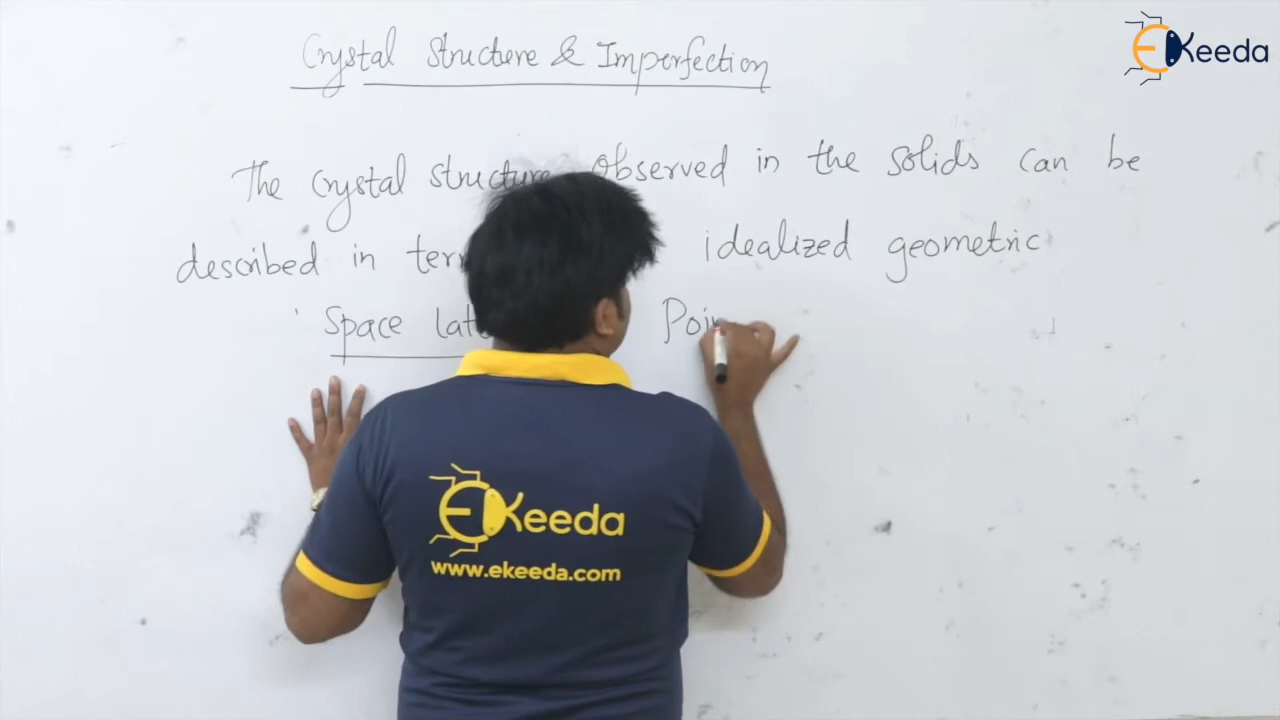 Crystal Structure & Imperfection
The Crystal structure Observed in the solids can be
described in ter idealized geometric
Space lat Poi
EKeeda
EKeeda
www.ekeeda.com